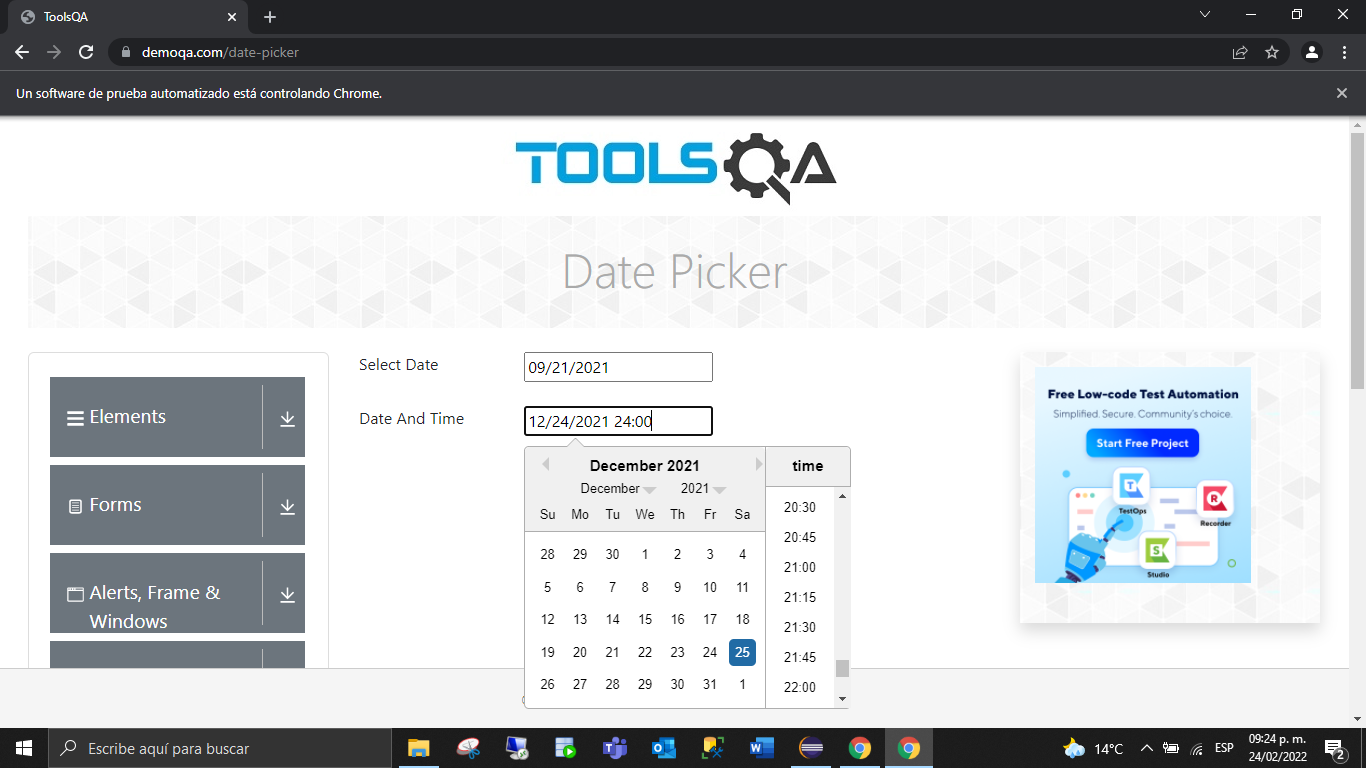 ToolsQA
demoqa.com/date-picker
Un software de prueba automatizado está controlando Chrome.
TOOLSQA
Date Picker
Elements
Forms
Alerts, Frame &
Windows
Select Date
09/21/2021
Date And Time
12/24/2021 24:00
December 2021
December 2021
Su Mo Tu We Th Fr Sa
28 29 30 1 2 3 4
5 6 7 8 9 10 11
12 13 14 15 16 17 18
19 20 21 22 23 24 25
26 27 28 29 30 31 1
time
20:30
20:45
21:00
21:15
21:30
21:45
22:00
Free Low-code Test Automation
Simplified. Secure. Community's choice.
Start Free Project
TestOps
Recorder
Studio
Escribe aquí para buscar
14°C
ESP
09:24 p. m.
24/02/2022
2